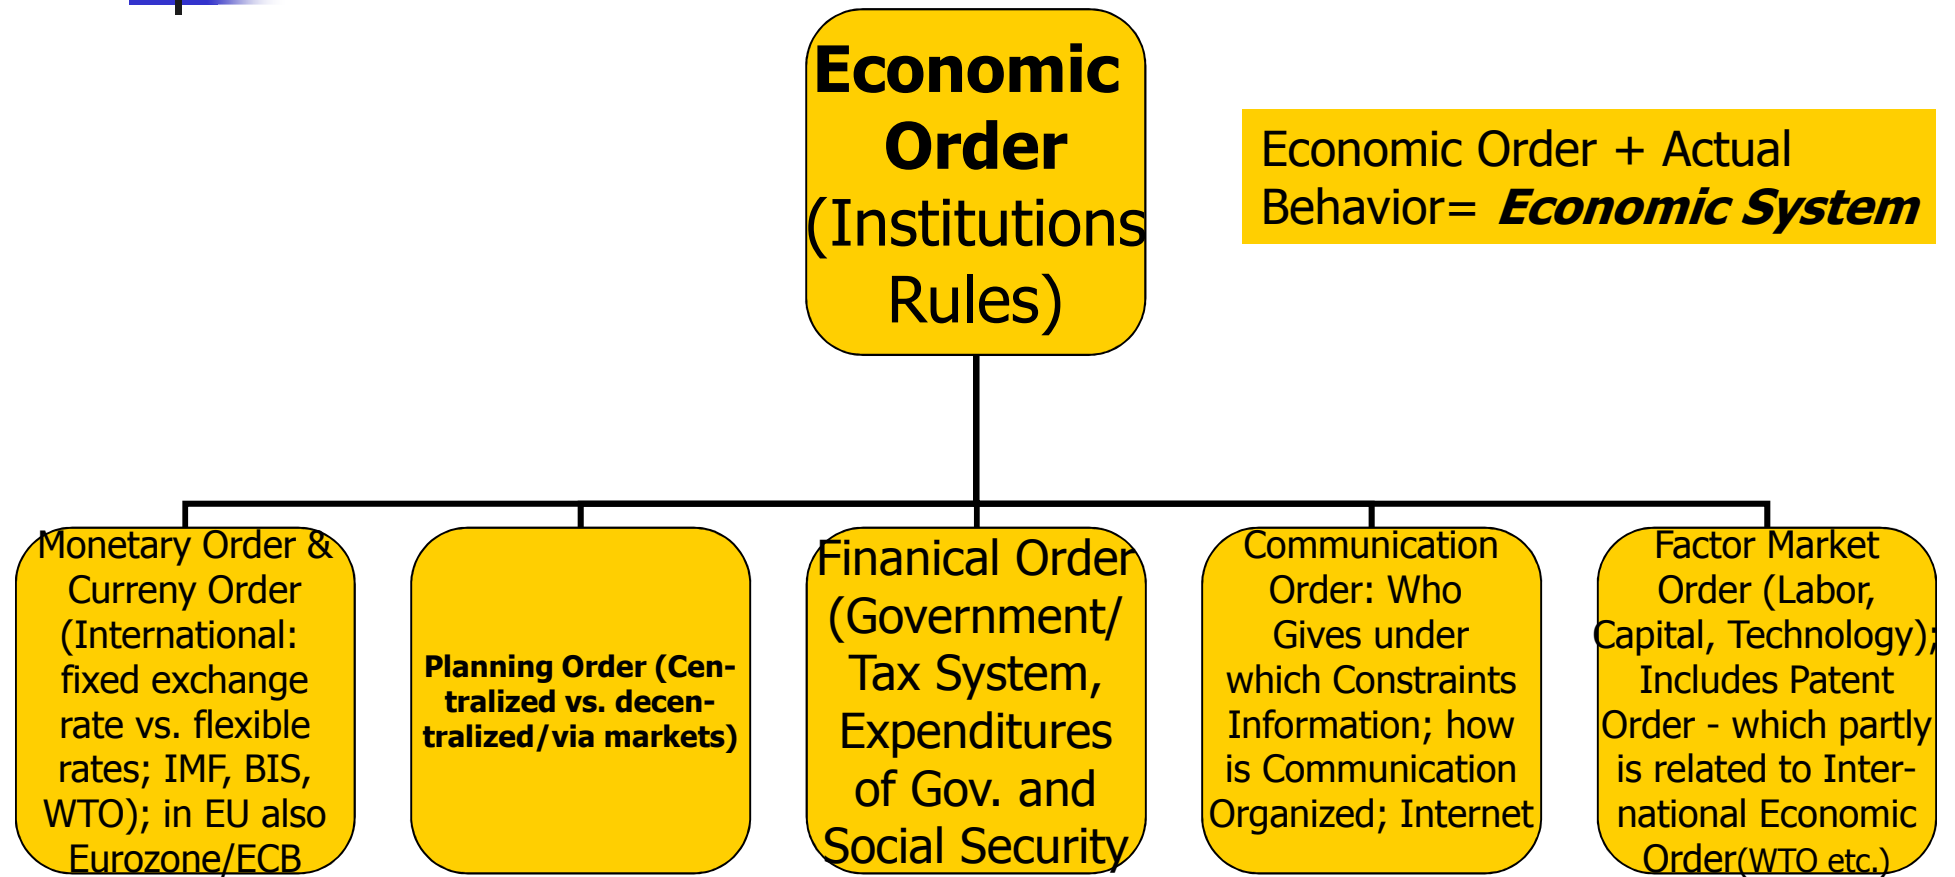 Economic
Order
(Institutions
Rules)
Economic Order + Actual
Behavior= Economic System
Monetary Order &
Curreny Order
(International:
fixed exchange
rate vs. flexible
rates; IMF, BIS,
WTO); in EU also
Eurozone/ECB
Planning Order (Cen-
tralized vs. decen-
tralized/via markets)
Finanical Order
(Government/
Tax System,
Expenditures
of Gov. and
Social Security
Communication
Order: Who
Gives under
which Constraints
Information; how
is Communication
Organized; Internet
Factor Market
Order (Labor,
Capital, Technology);
Includes Patent
Order - which partly
is related to Inter-
national Economic
Order(WTO etc.)